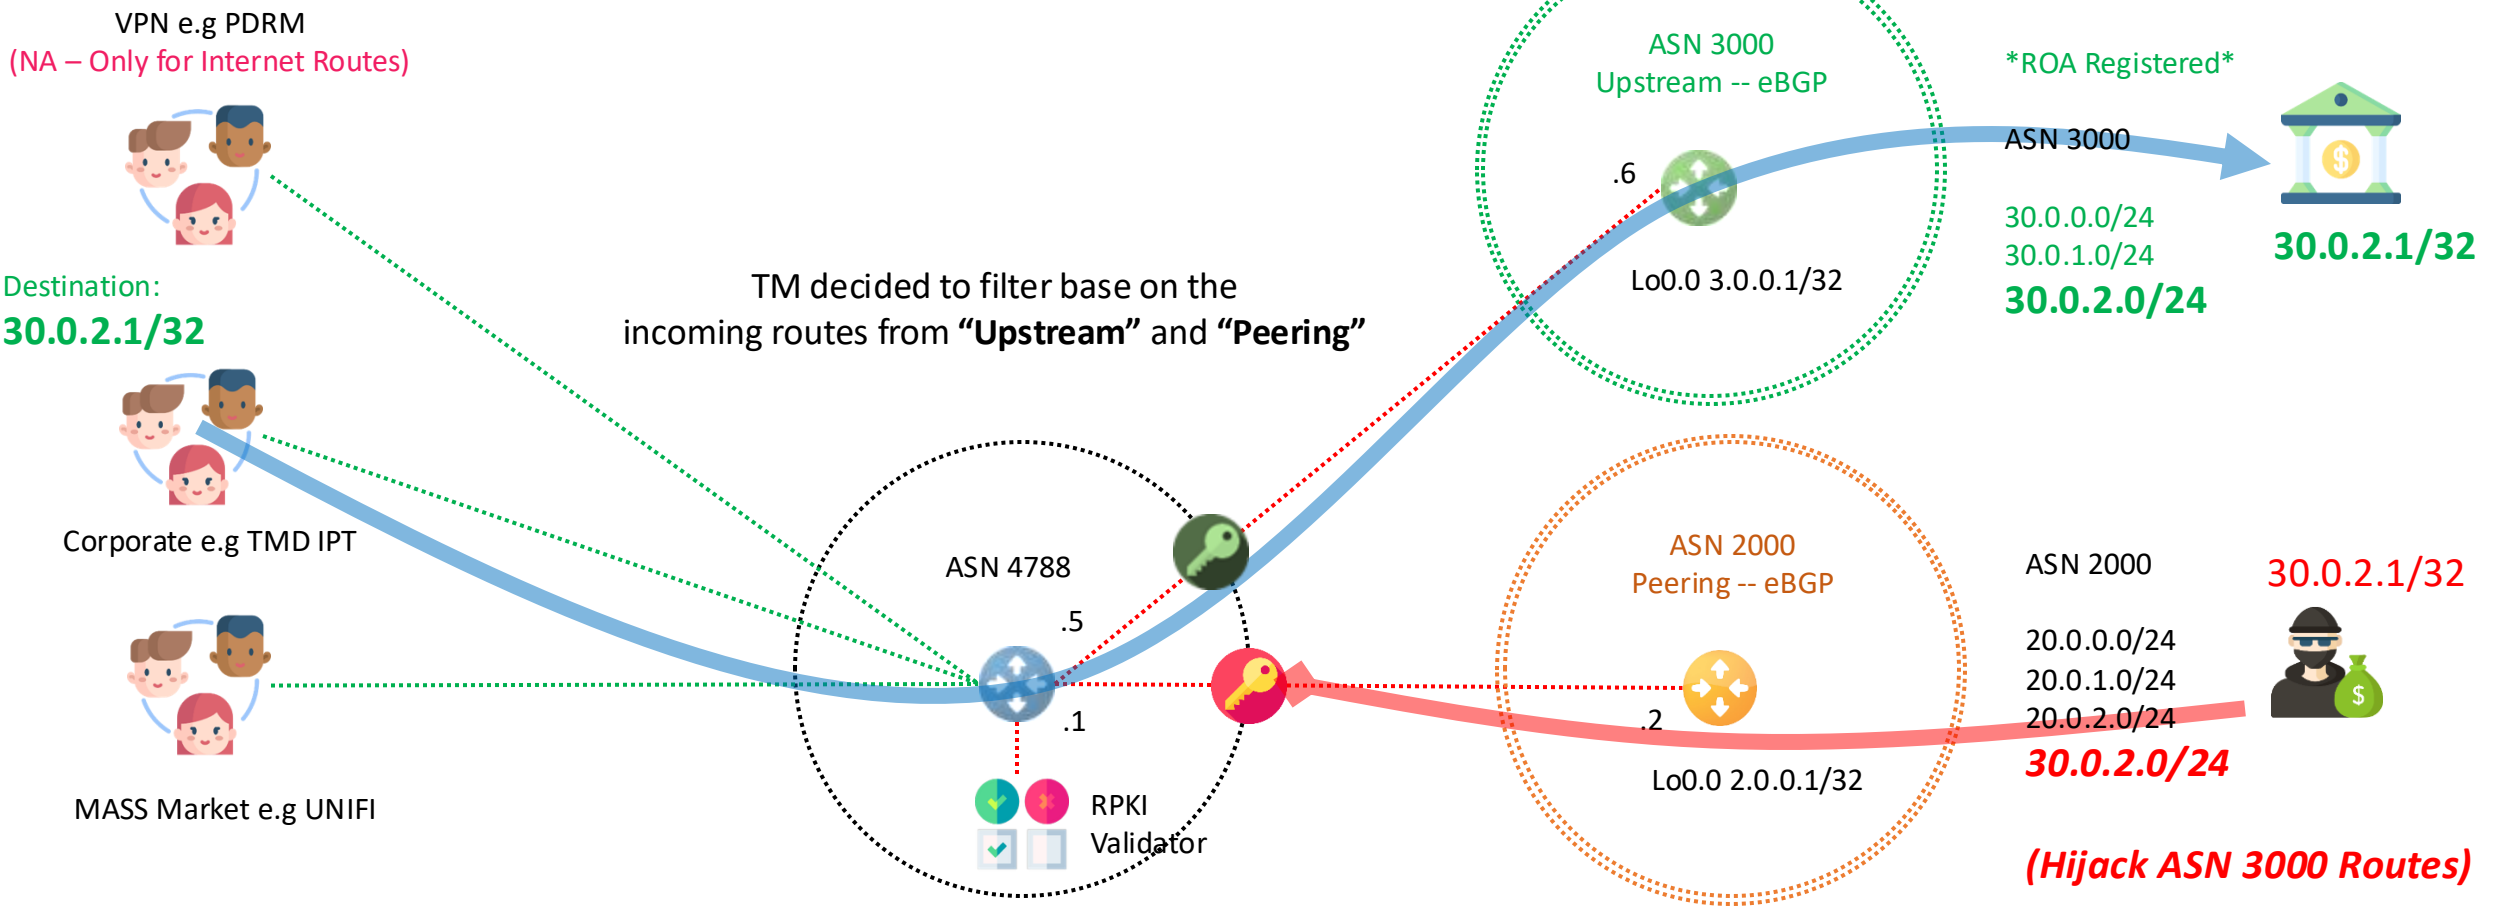 VPN e.g PDRM
(NA – Only for Internet Routes)
Destination:
30.0.2.1/32
Corporate e.g TMD IPT
MASS Market e.g UNIFI
TM decided to filter base on the
incoming routes from “Upstream” and “Peering”
ASN 4788
.5
.1
RPKI
Validator
ASN 3000
Upstream -- eBGP
.6
Lo0.0 3.0.0.1/32
*ROA Registered*
ASN 3000
30.0.0.0/24
30.0.1.0/24
30.0.2.0/24
30.0.2.1/32
ASN 2000
Peering -- eBGP
.2
Lo0.0 2.0.0.1/32
ASN 2000
20.0.0.0/24
20.0.1.0/24
20.0.2.0/24
30.0.2.0/24
(Hijack ASN 3000 Routes)
30.0.2.1/32